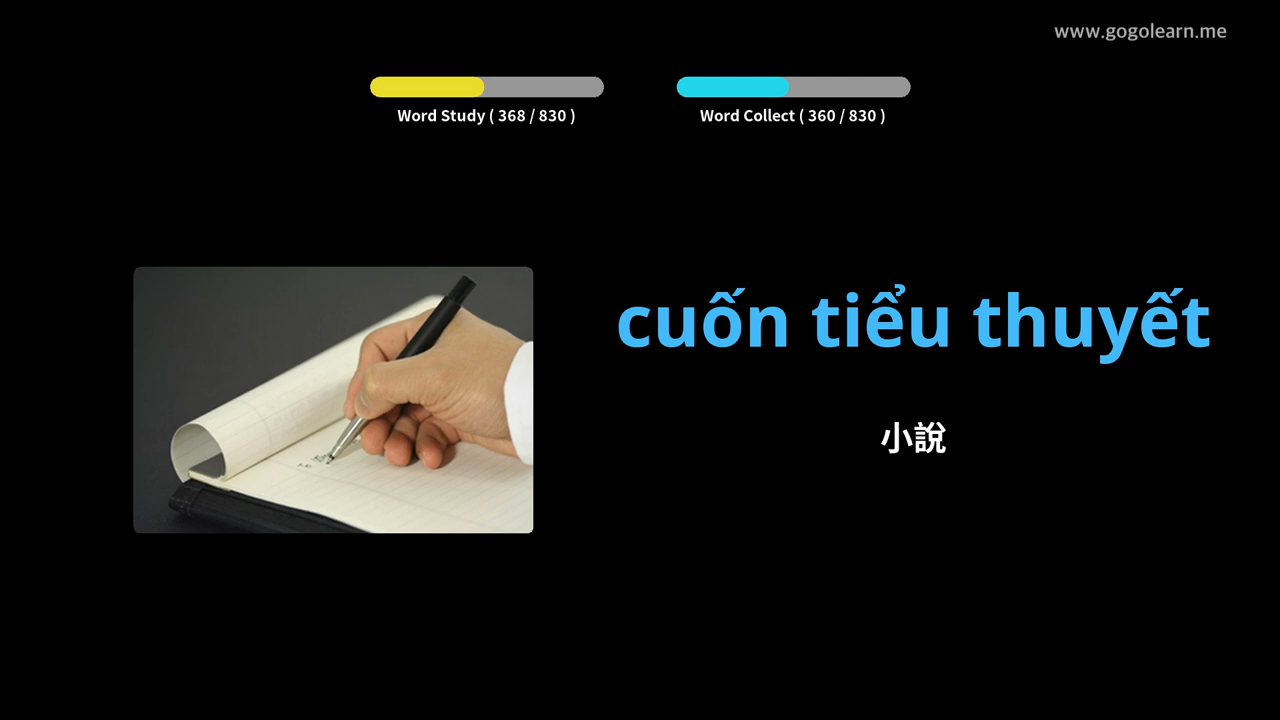 www.gogolearn.me
Word Study ( 368 / 830 )
Word Collect ( 360 / 830 )
cuốn tiểu thuyết
小說